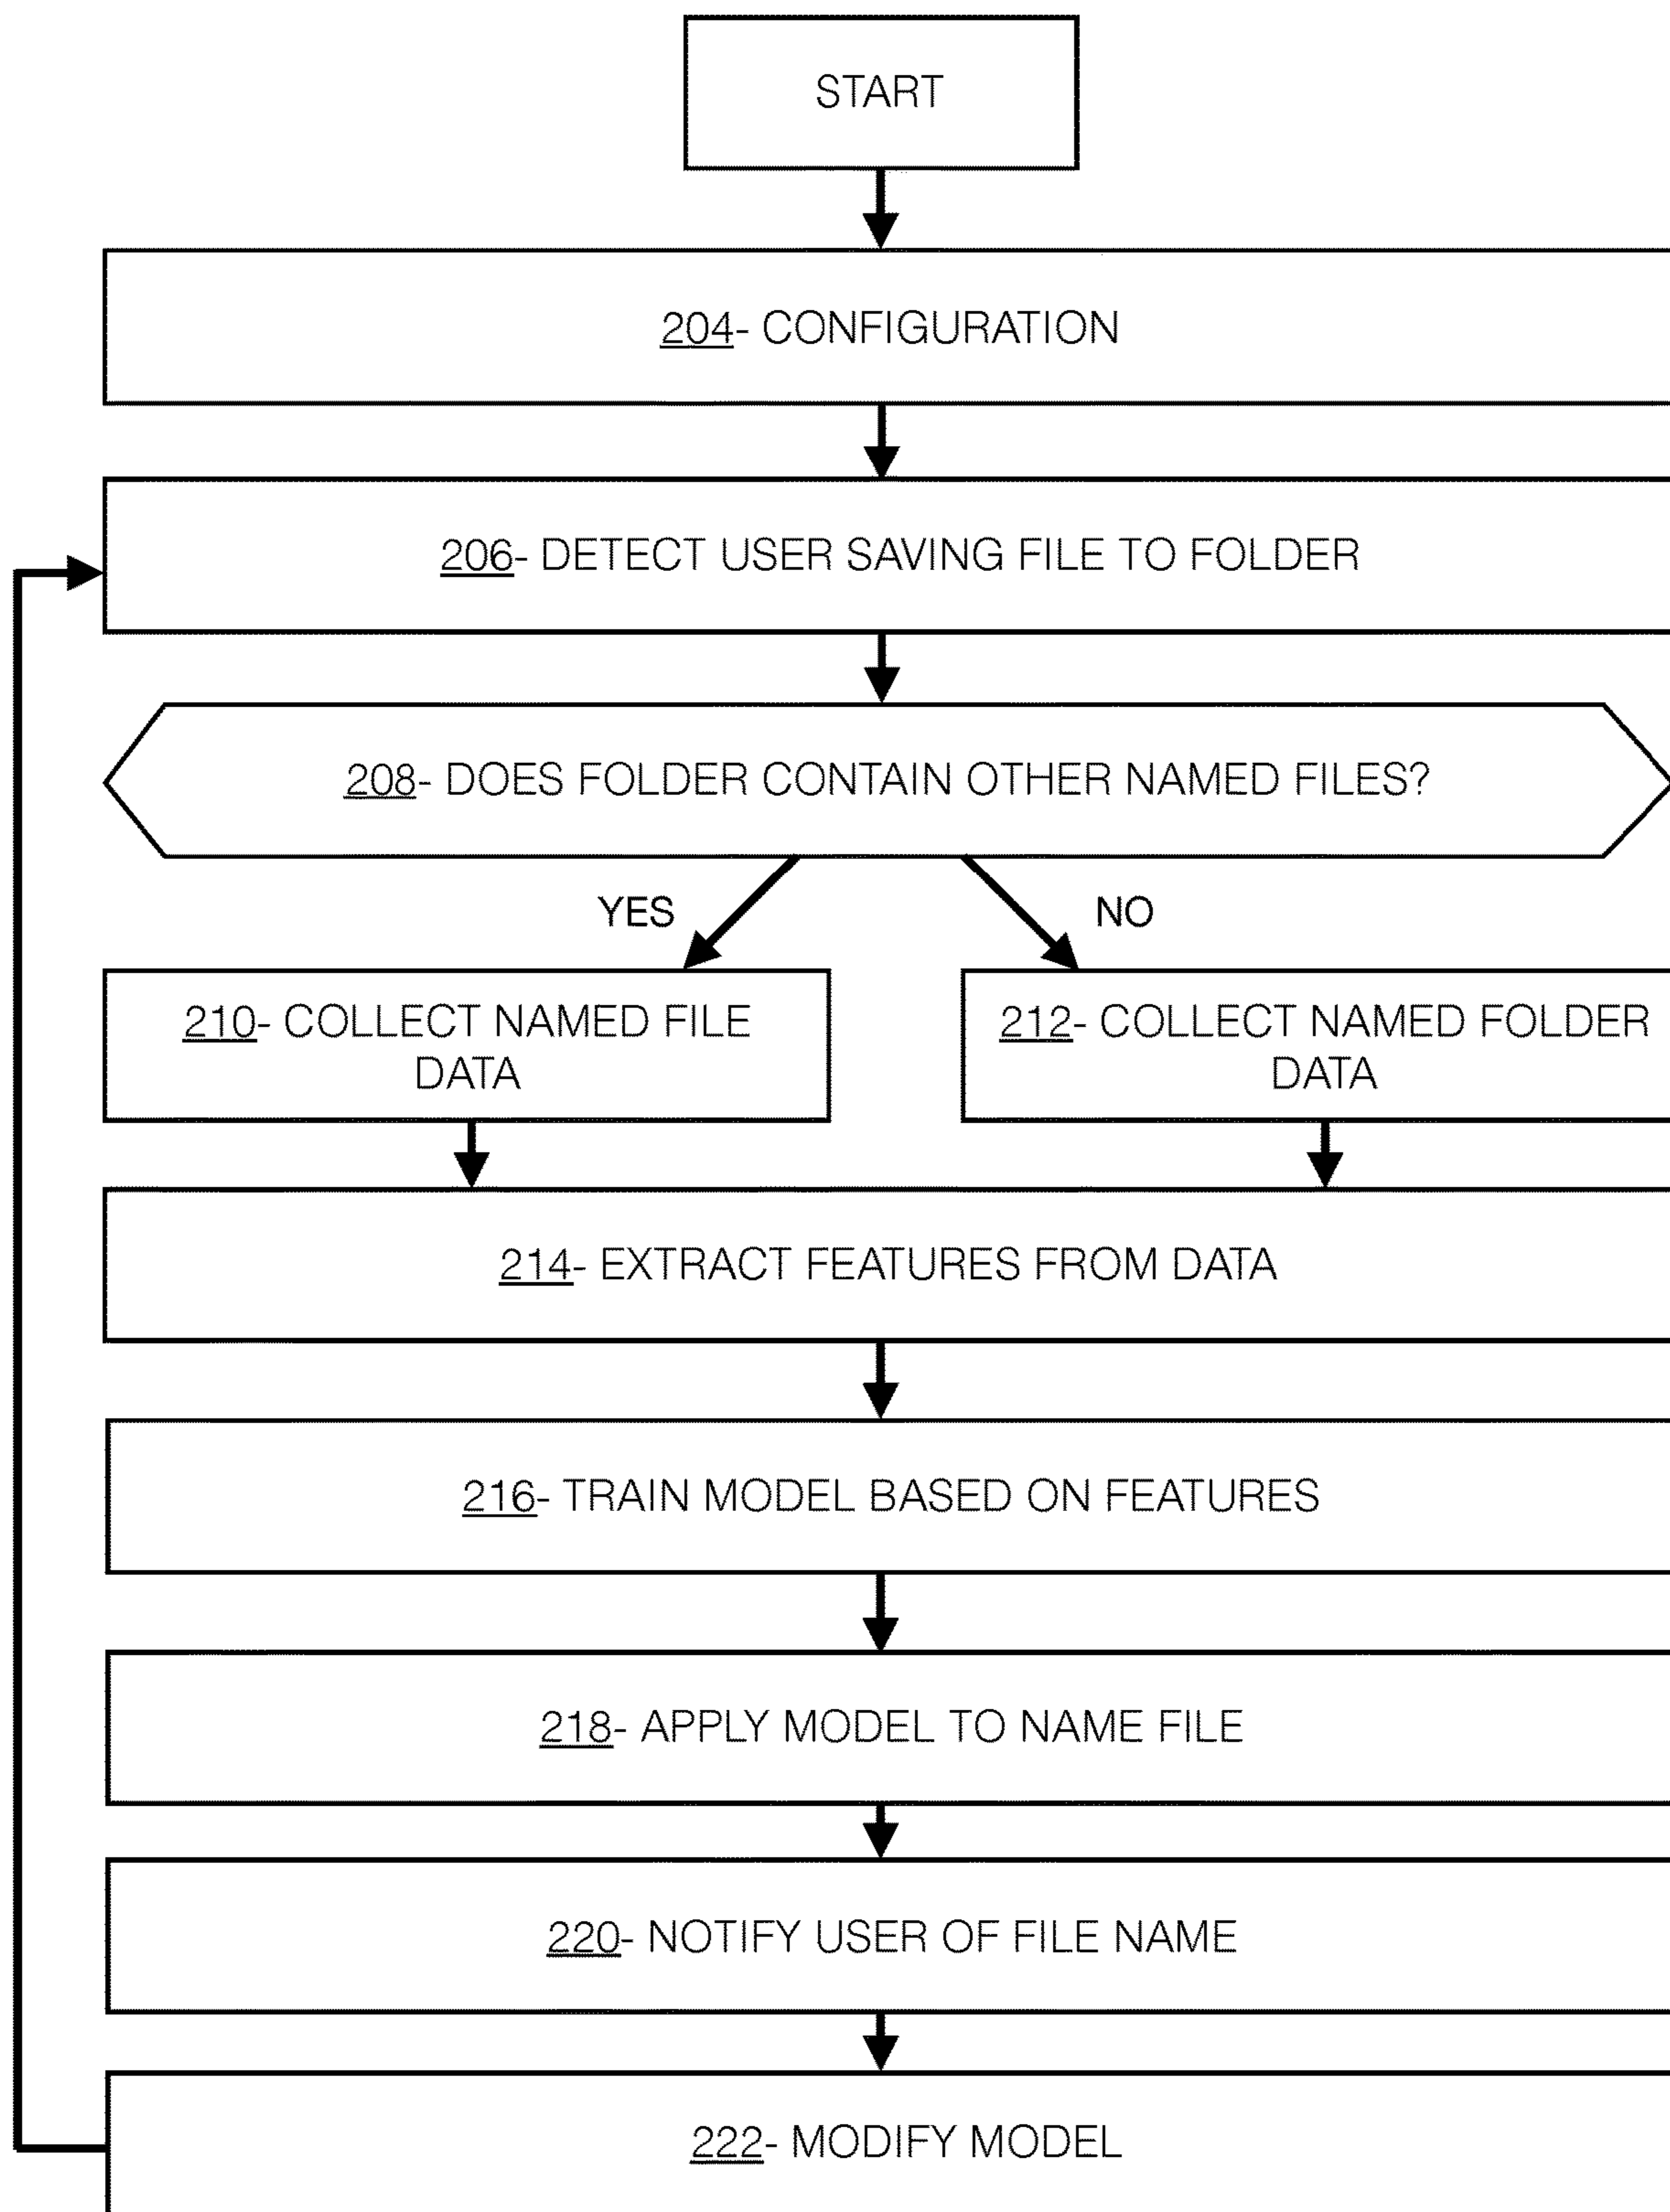 START
204- CONFIGURATION
206- DETECT USER SAVING FILE TO FOLDER
208- DOES FOLDER CONTAIN OTHER NAMED FILES?
YES
NO
210- COLLECT NAMED FILE
DATA
212- COLLECT NAMED FOLDER
DATA
214- EXTRACT FEATURES FROM DATA
216- TRAIN MODEL BASED ON FEATURES
218- APPLY MODEL TO NAME FILE
220- NOTIFY USER OF FILE NAME
222- MODIFY MODEL